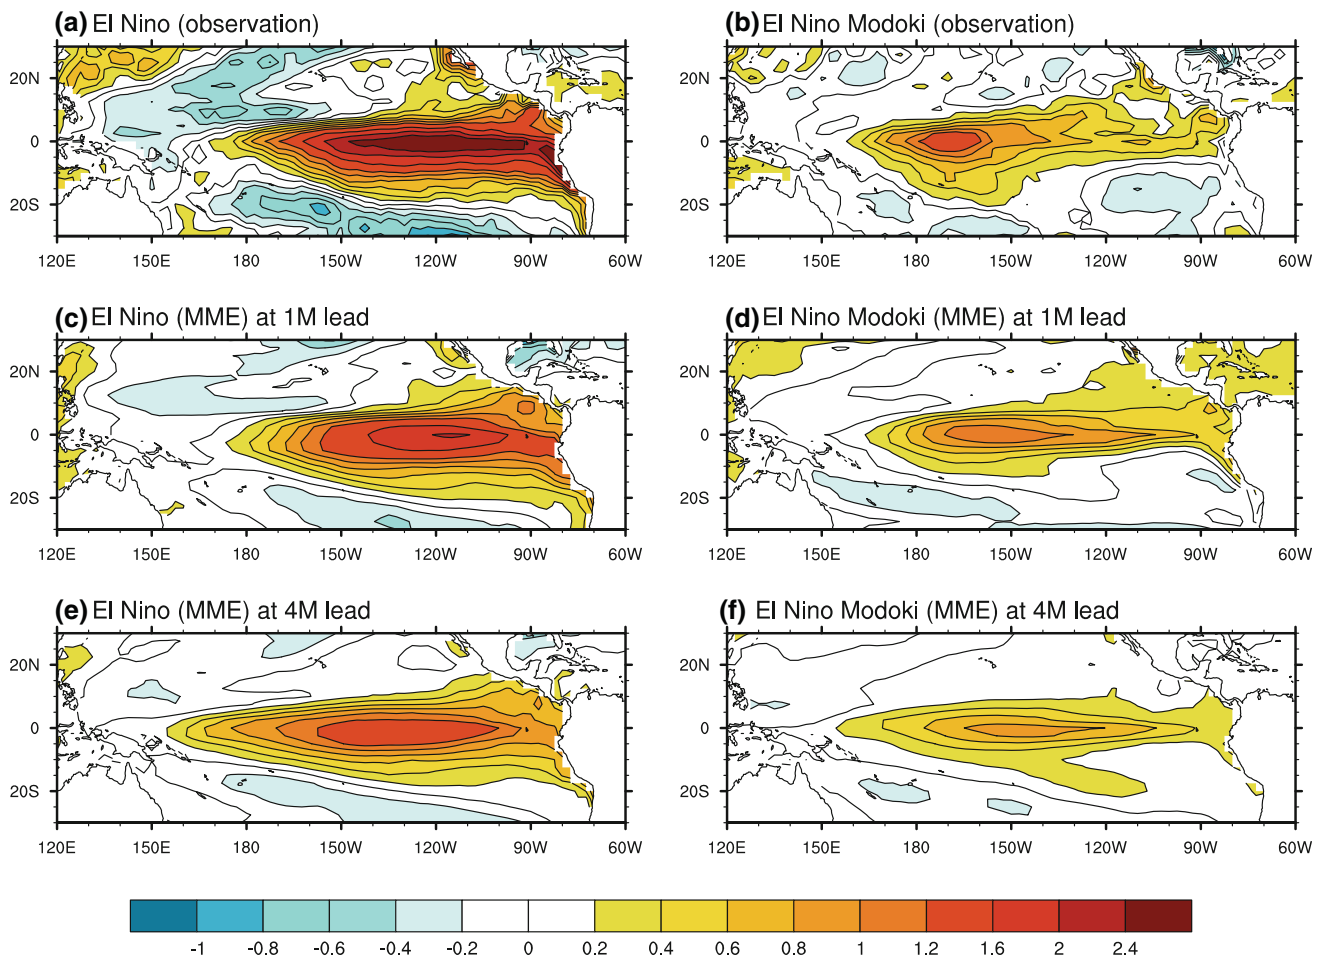 (a) El Nino (observation)
(b) El Nino Modoki (observation)
20N
0
20S
120E 150E 180 150W 120W 90W 60W
20N
0
20S
120E 150E 180 150W 120W 90W 60W
(c) El Nino (MME) at 1M lead
(d) El Nino Modoki (MME) at 1M lead
20N
0
20S
120E 150E 180 150W 120W 90W 60W
20N
0
20S
120E 150E 180 150W 120W 90W 60W
(e) El Nino (MME) at 4M lead
(f) El Nino Modoki (MME) at 4M lead
20N
0
20S
120E 150E 180 150W 120W 90W 60W
20N
0
20S
120E 150E 180 150W 120W 90W 60W
-1 -0.8 -0.6 -0.4 -0.2 0 0.2 0.4 0.6 0.8 1 1.2 1.6 2 2.4